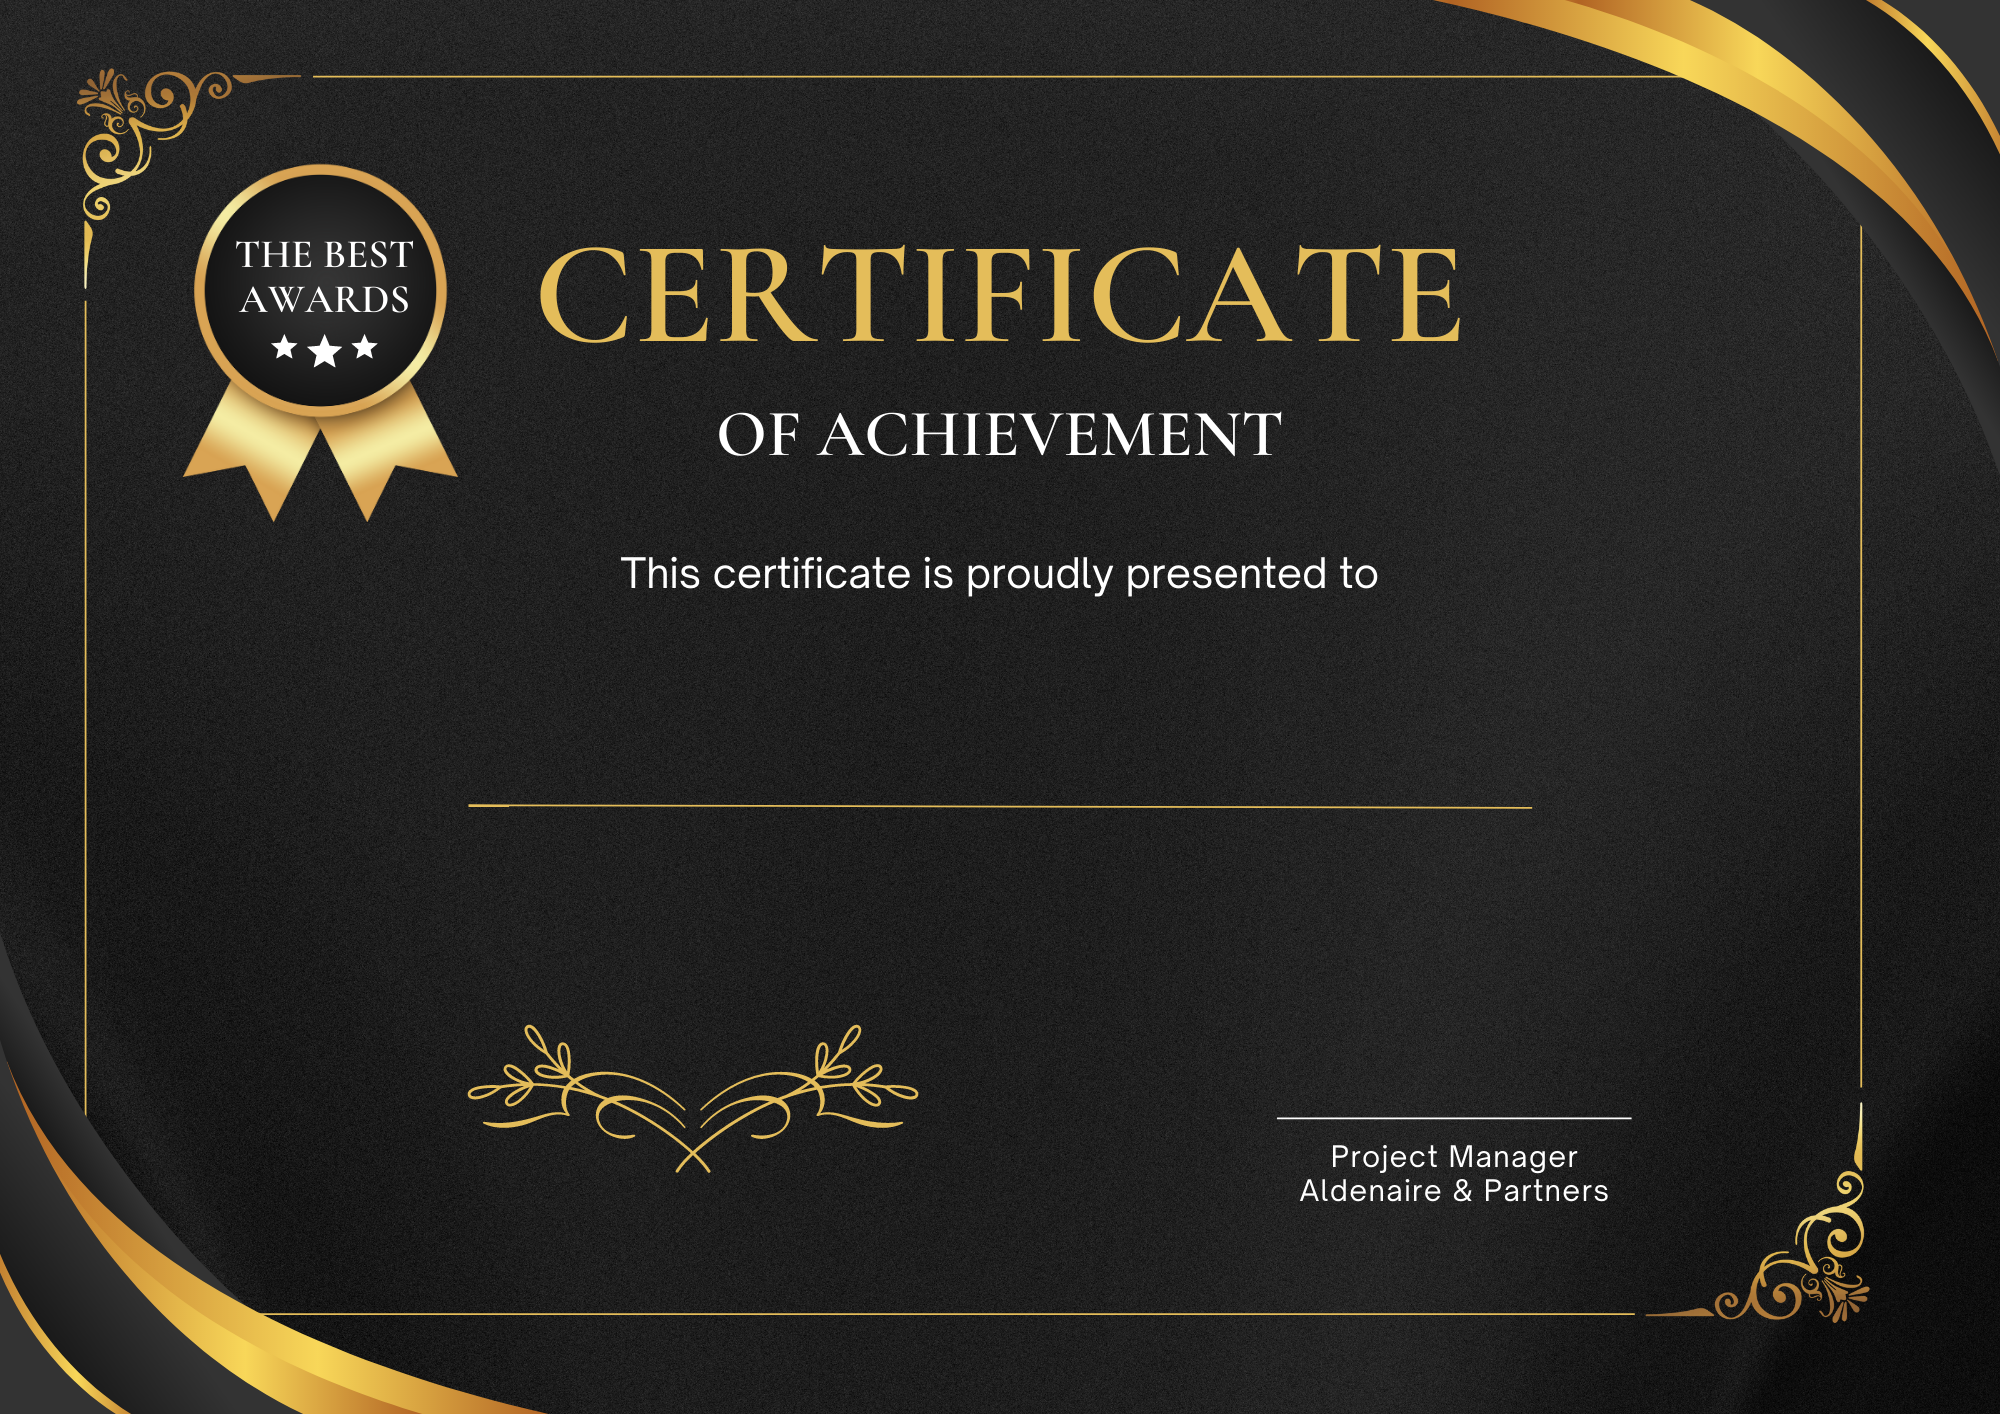 THE BEST
AWARDS
CERTIFICATE
OF ACHIEVEMENT
This certificate is proudly presented to
Project Manager
Aldenaire & Partners